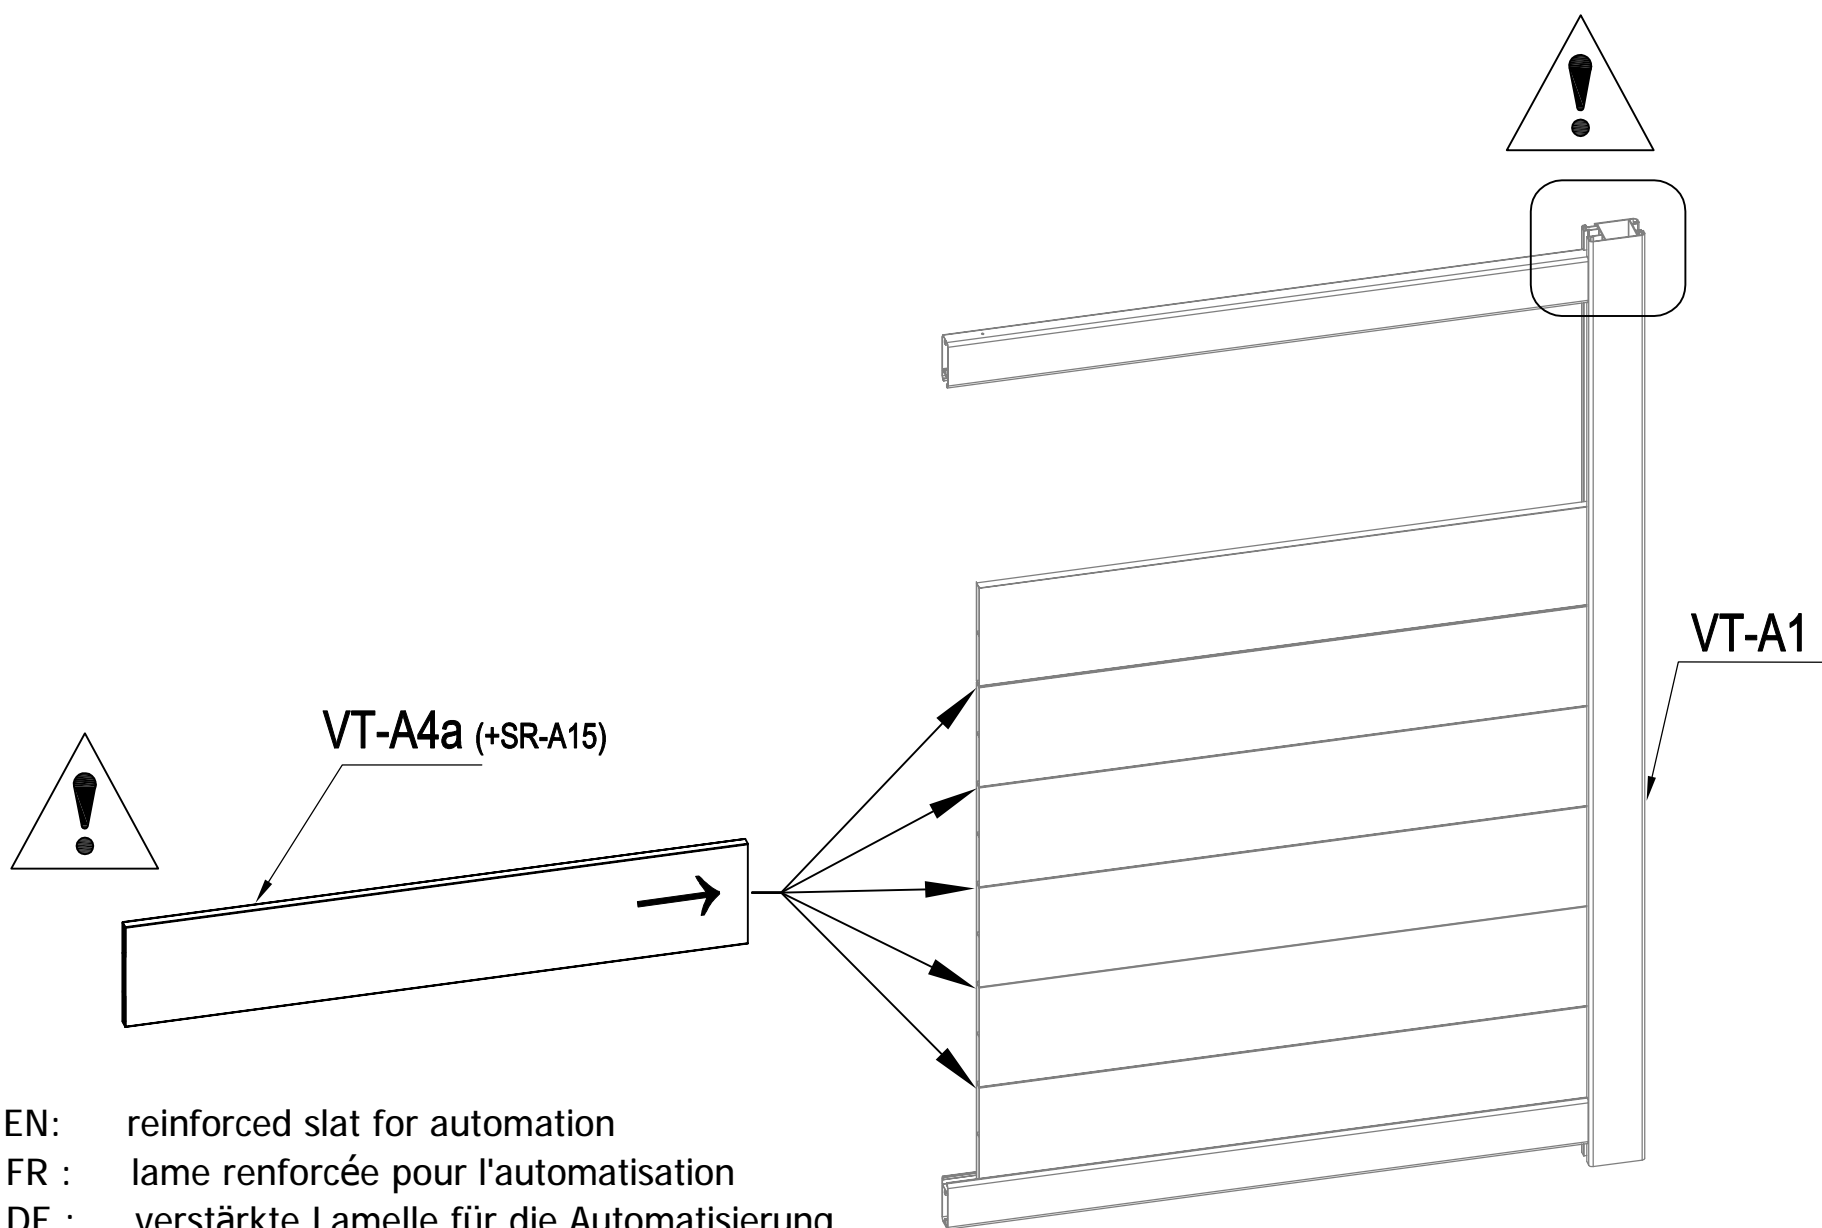 VT-A1
VT-A4a (+SR-A15)
EN: reinforced slat for automation
FR : lame renforcée pour l'automatisation
DE : verstärkte Lamelle für die Automatisierung